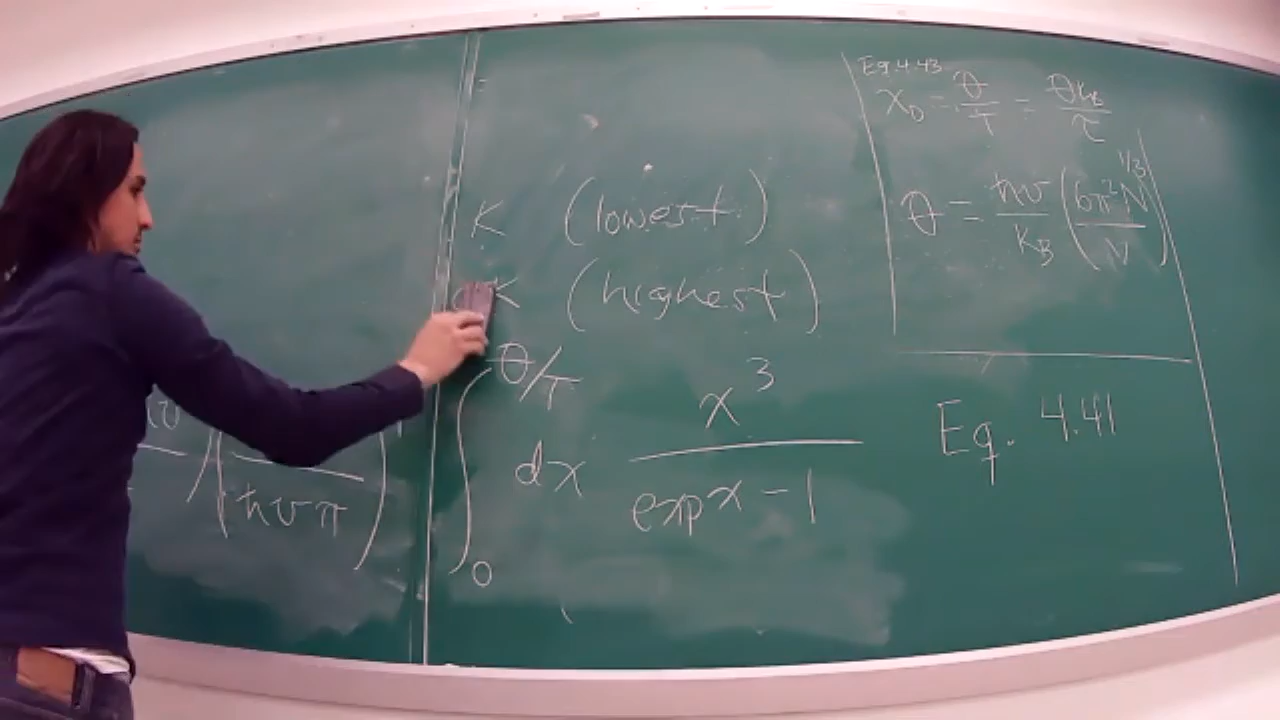 Eq. 4.43
x_D = θ/T = θk_B/τ
θ = ħv/k_B (6π²N/V)^1/3
K (lowest)
K (highest)
ħvπ
∫_0^θ/T dx x³/(exp x − 1)
Eq. 4.41